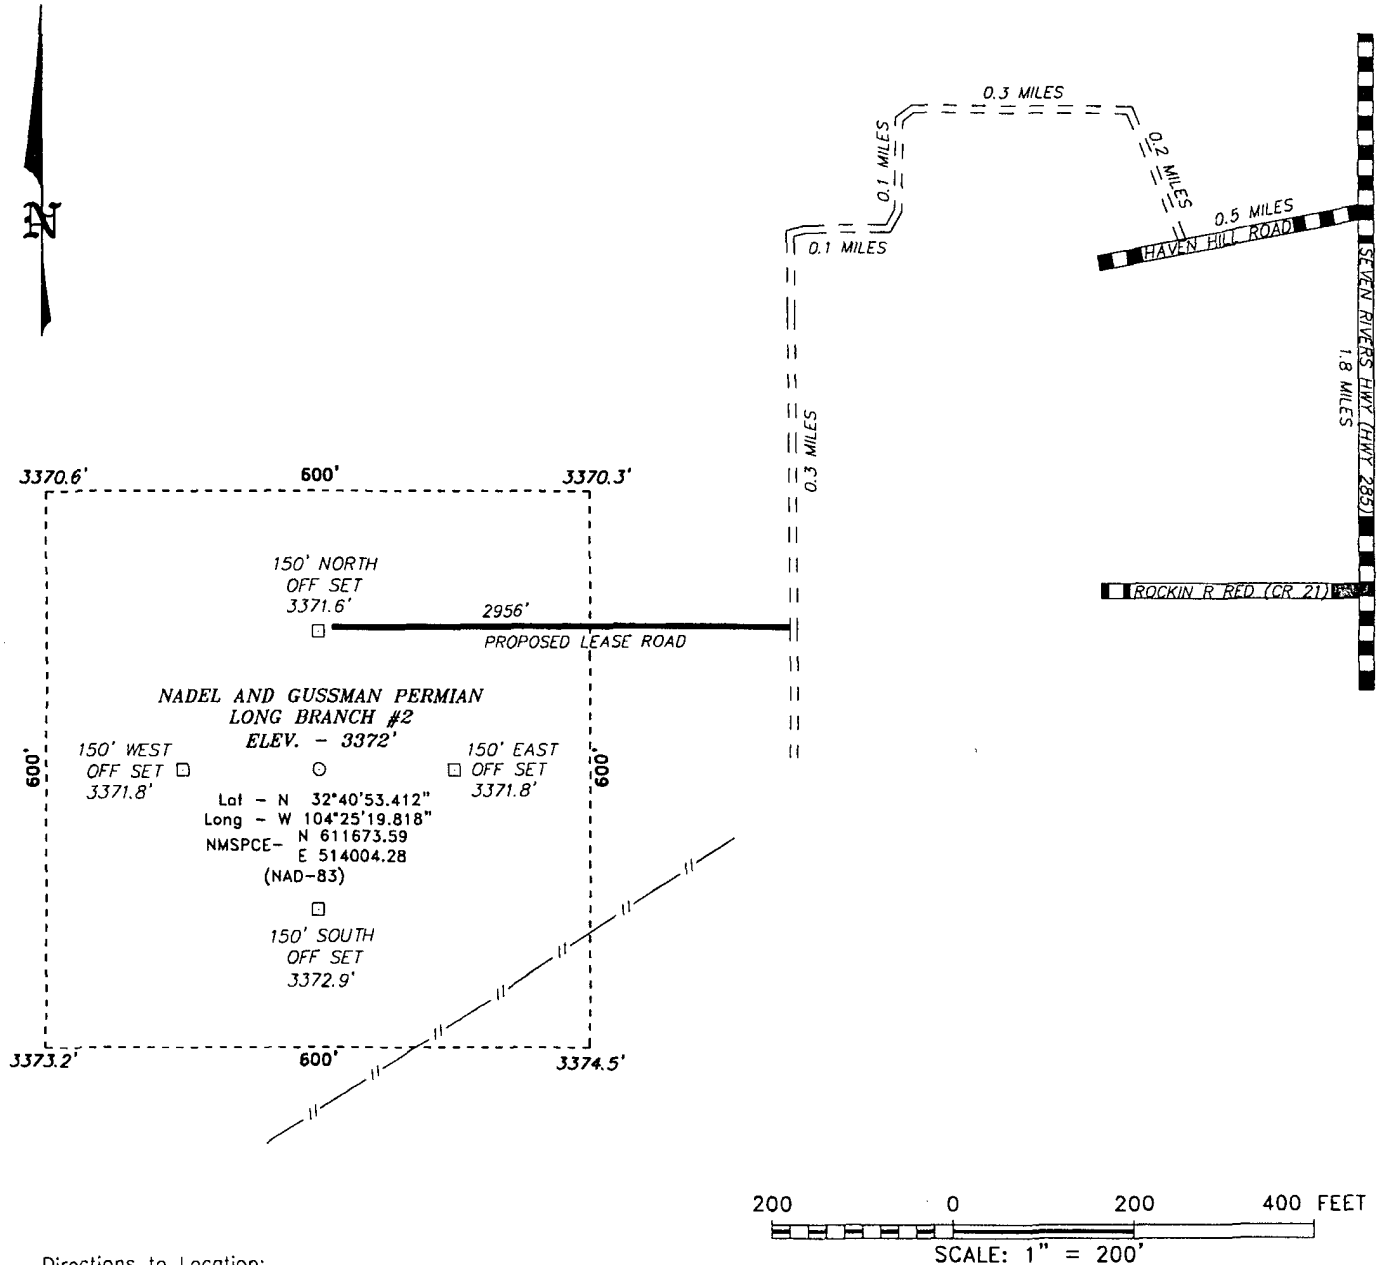 N
0.3 MILES
0.1 MILES
0.2 MILES
0.5 MILES
HAVEN HILL ROAD
0.1 MILES
SEVEN RIVERS HWY (HWY 285)
1.8 MILES
0.3 MILES
3370.6'
600'
3370.3'
150' NORTH
OFF SET
3371.6'
2956'
PROPOSED LEASE ROAD
ROCKIN R RED (CR 21)
NADEL AND GUSSMAN PERMIAN
LONG BRANCH #2
ELEV. - 3372'
600'
150' WEST
OFF SET
3371.8'
150' EAST
OFF SET
3371.8'
600'
Lat - N 32°40'53.412"
Long - W 104°25'19.818"
NMSPCE- N 611673.59
E 514004.28
(NAD-83)
150' SOUTH
OFF SET
3372.9'
3373.2'
600'
3374.5'
200 0 200 400 FEET
SCALE: 1" = 200'
Directions to Location: